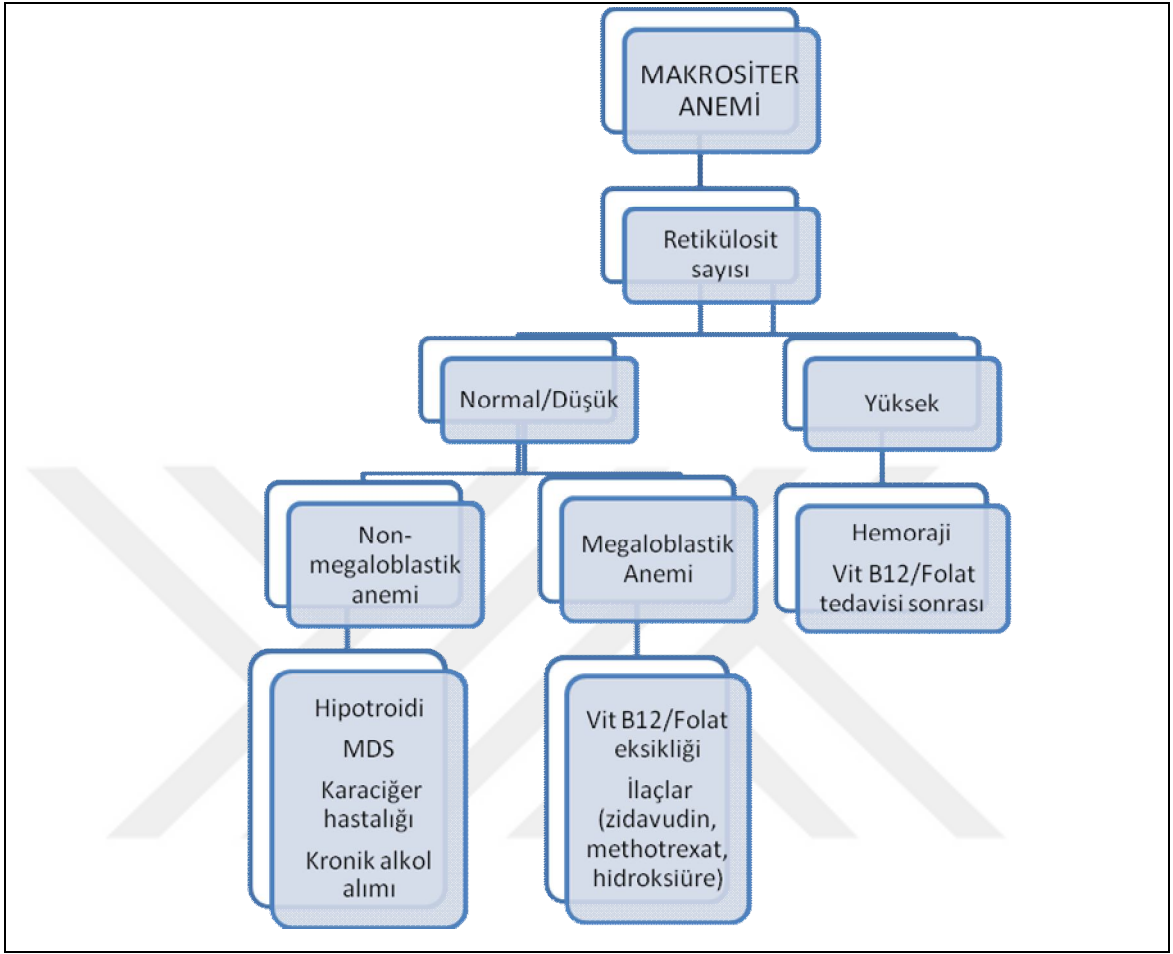 MAKROSİTER
ANEMİ
Retikülosit
sayısı
Normal/Düşük
Yüksek
Non-
megaloblastik
anemi
Megaloblastik
Anemi
Hemoraji
Vit B12/Folat
tedavisi sonrası
Hipotroidi
MDS
Karaciğer
hastalığı
Kronik alkol
alımı
Vit B12/Folat
eksikliği
İlaçlar
(zidavudin,
methotrexat,
hidroksiüre)